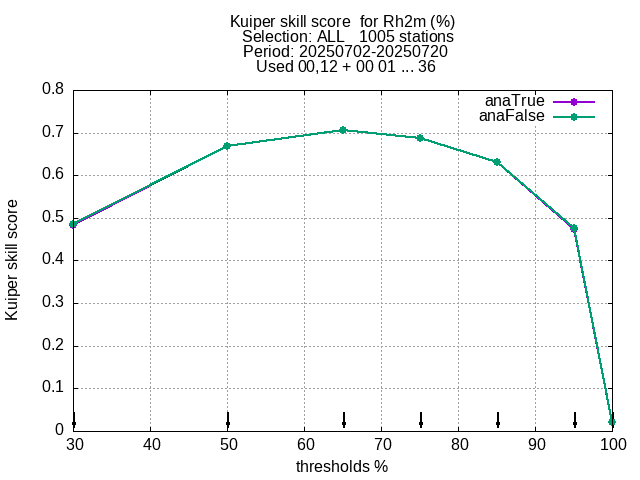 Kuiper skill score  for Rh2m (%)
Selection: ALL   1005 stations
Period: 20250702-20250720
Used 00,12 + 00 01 ... 36
anaTrue
anaFalse
0.8
0.7
0.6
0.5
0.4
0.3
0.2
0.1
0
Kuiper skill score
30 40 50 60 70 80 90 100
thresholds %